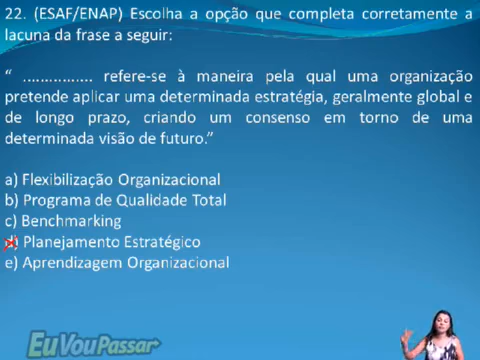 22. (ESAF/ENAP) Escolha a opção que completa corretamente a
lacuna da frase a seguir:
“ ................ refere-se à maneira pela qual uma organização
pretende aplicar uma determinada estratégia, geralmente global e
de longo prazo, criando um consenso em torno de uma
determinada visão de futuro.”
a) Flexibilização Organizacional
b) Programa de Qualidade Total
c) Benchmarking
d) Planejamento Estratégico
e) Aprendizagem Organizacional
EuVouPassar